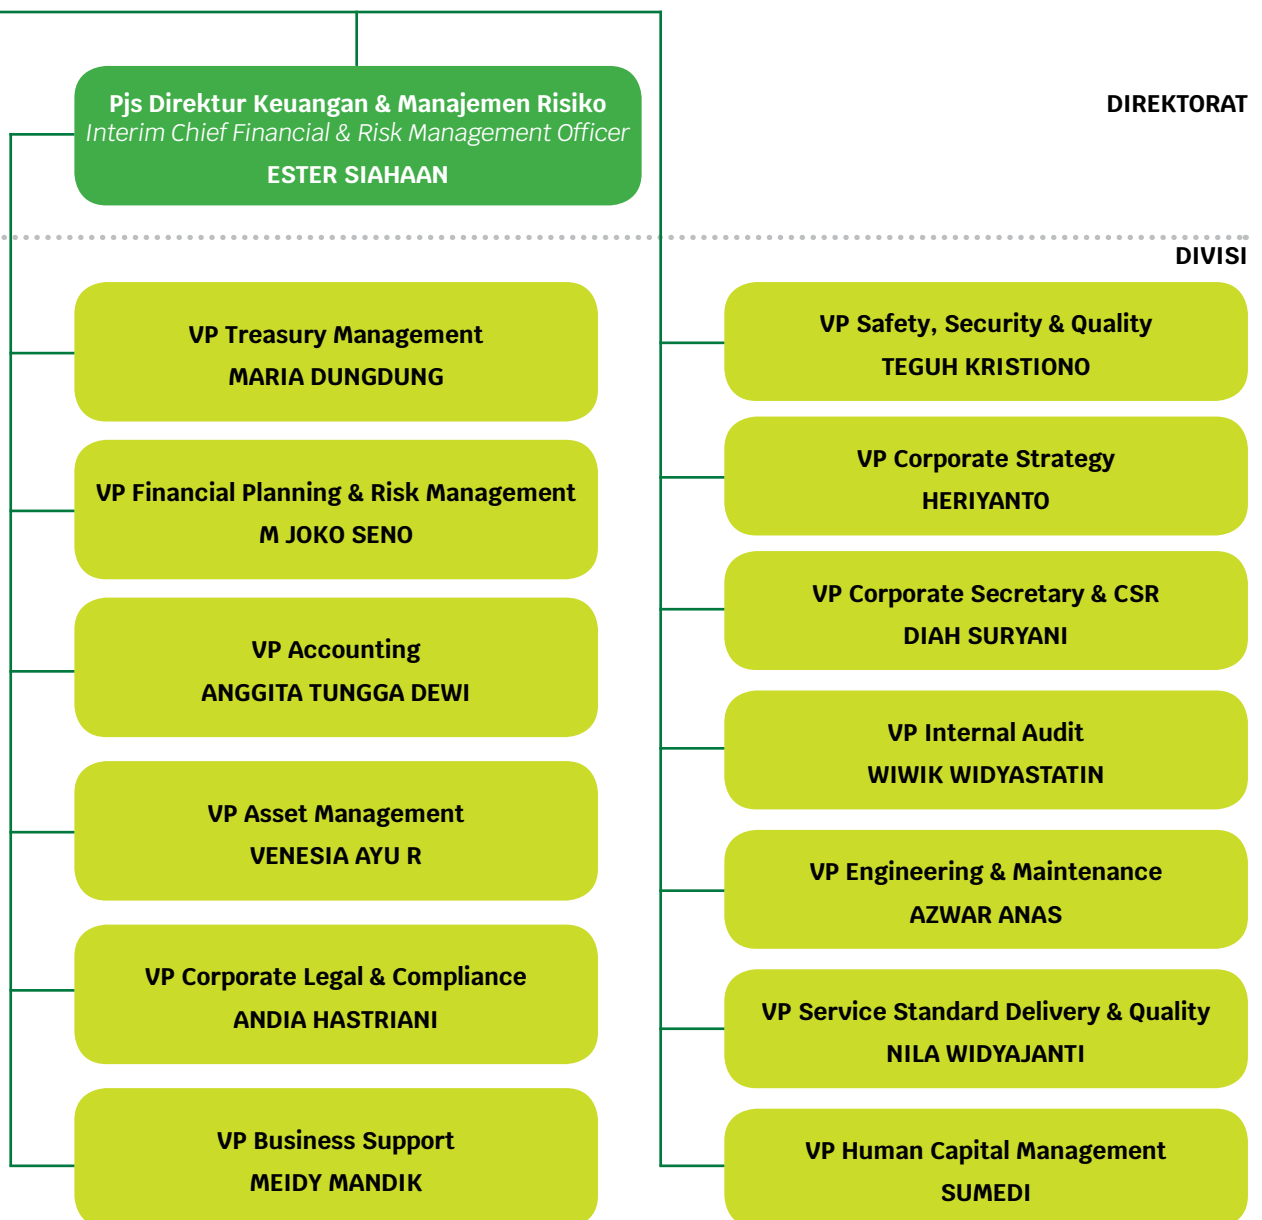 Pjs Direktur Keuangan & Manajemen Risiko
Interim Chief Financial & Risk Management Officer
ESTER SIAHAAN
DIREKTORAT
DIVISI
VP Treasury Management
MARIA DUNGDUNG
VP Financial Planning & Risk Management
M JOKO SENO
VP Accounting
ANGGITA TUNGGA DEWI
VP Asset Management
VENESIA AYU R
VP Corporate Legal & Compliance
ANDIA HASTRIANI
VP Business Support
MEIDY MANDIK
VP Safety, Security & Quality
TEGUH KRISTIONO
VP Corporate Strategy
HERIYANTO
VP Corporate Secretary & CSR
DIAH SURYANI
VP Internal Audit
WIWIK WIDYASTATIN
VP Engineering & Maintenance
AZWAR ANAS
VP Service Standard Delivery & Quality
NILA WIDYAJANTI
VP Human Capital Management
SUMEDI